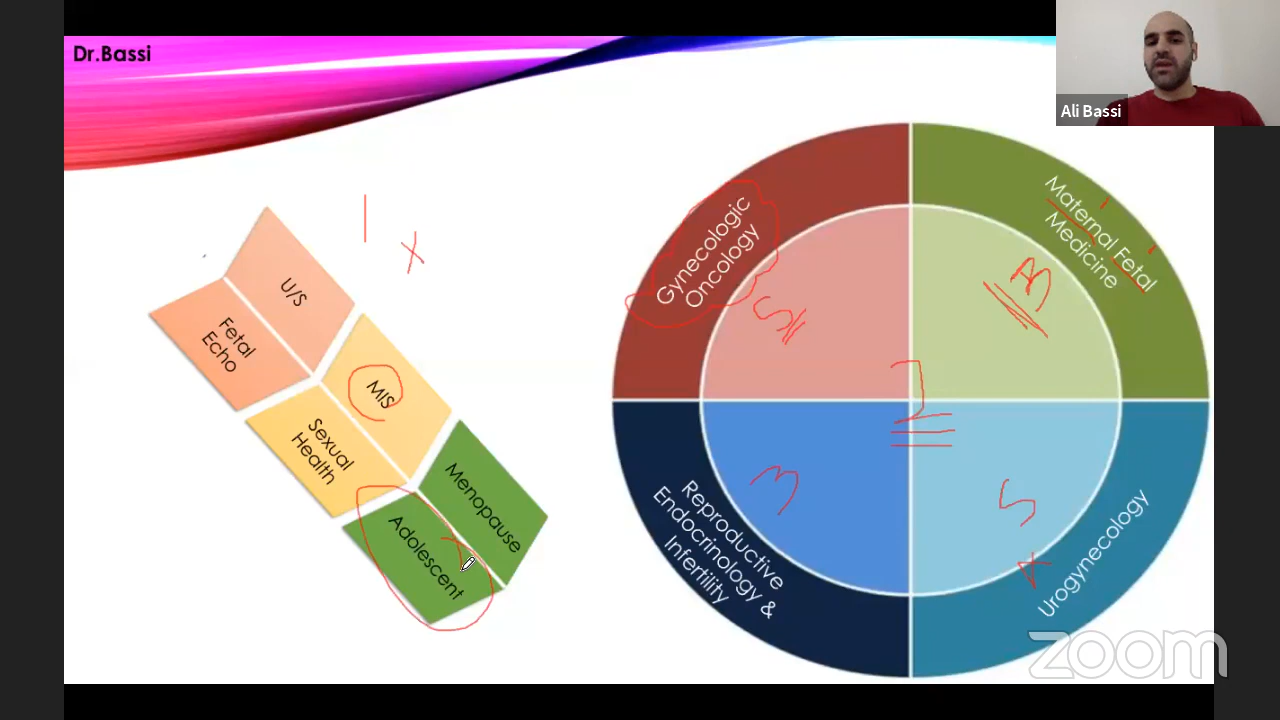 Dr.Bassi
Ali Bassi
U/S
Fetal
Echo
MIS
Sexual
Health
Menopause
Adolescent
Gynecologic
Oncology
Maternal Fetal
Medicine
B
3
S
Reproductive
Endocrinology &
Infertility
Urogynecology
zoom